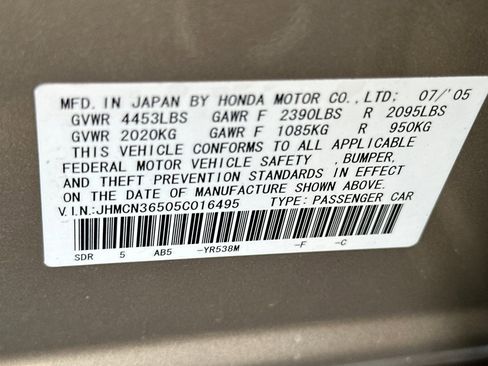 MFD.IN JAPAN BY HONDA MOTOR CO.,LTD: 07/'05
GVWR 4453LBS GAWR F 2390LBS R 2095LBS
GVWR 2020KG GAWR F 1085KG R 950KG
THIS VEHICLE CONFORMS TO ALL APPLICABLE
FEDERAL MOTOR VEHICLE SAFETY ,BUMPER,
AND THEFT PREVENTION STANDARDS IN EFFECT
ON THE DATE OF MANUFACTURE SHOWN ABOVE.
V.I.N:JHMCN36505C016495 TYPE: PASSENGER CAR
SDR 5 AB5 -YR538M -F -C